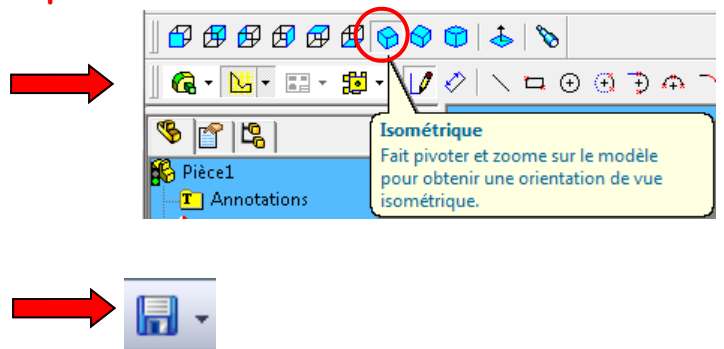 Isométrique
Fait pivoter et zoome sur le modèle
pour obtenir une orientation de vue
isométrique.
Pièce1
T Annotations